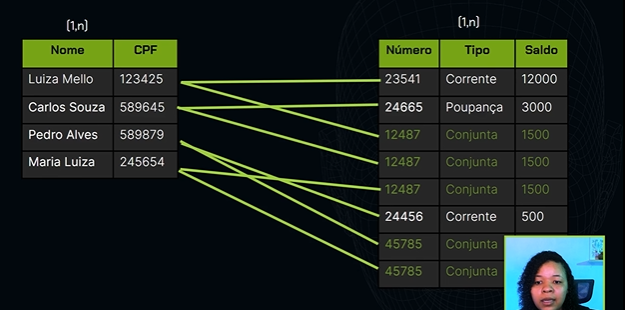 (1,n)
Nome CPF
Luiza Mello 123425
Carlos Souza 589645
Pedro Alves 589879
Maria Luiza 245654
(1,n)
Número Tipo Saldo
23541 Corrente 12000
24665 Poupança 3000
12487 Conjunta 1500
12487 Conjunta 1500
12487 Conjunta 1500
24456 Corrente 500
45785 Conjunta
45785 Conjunta